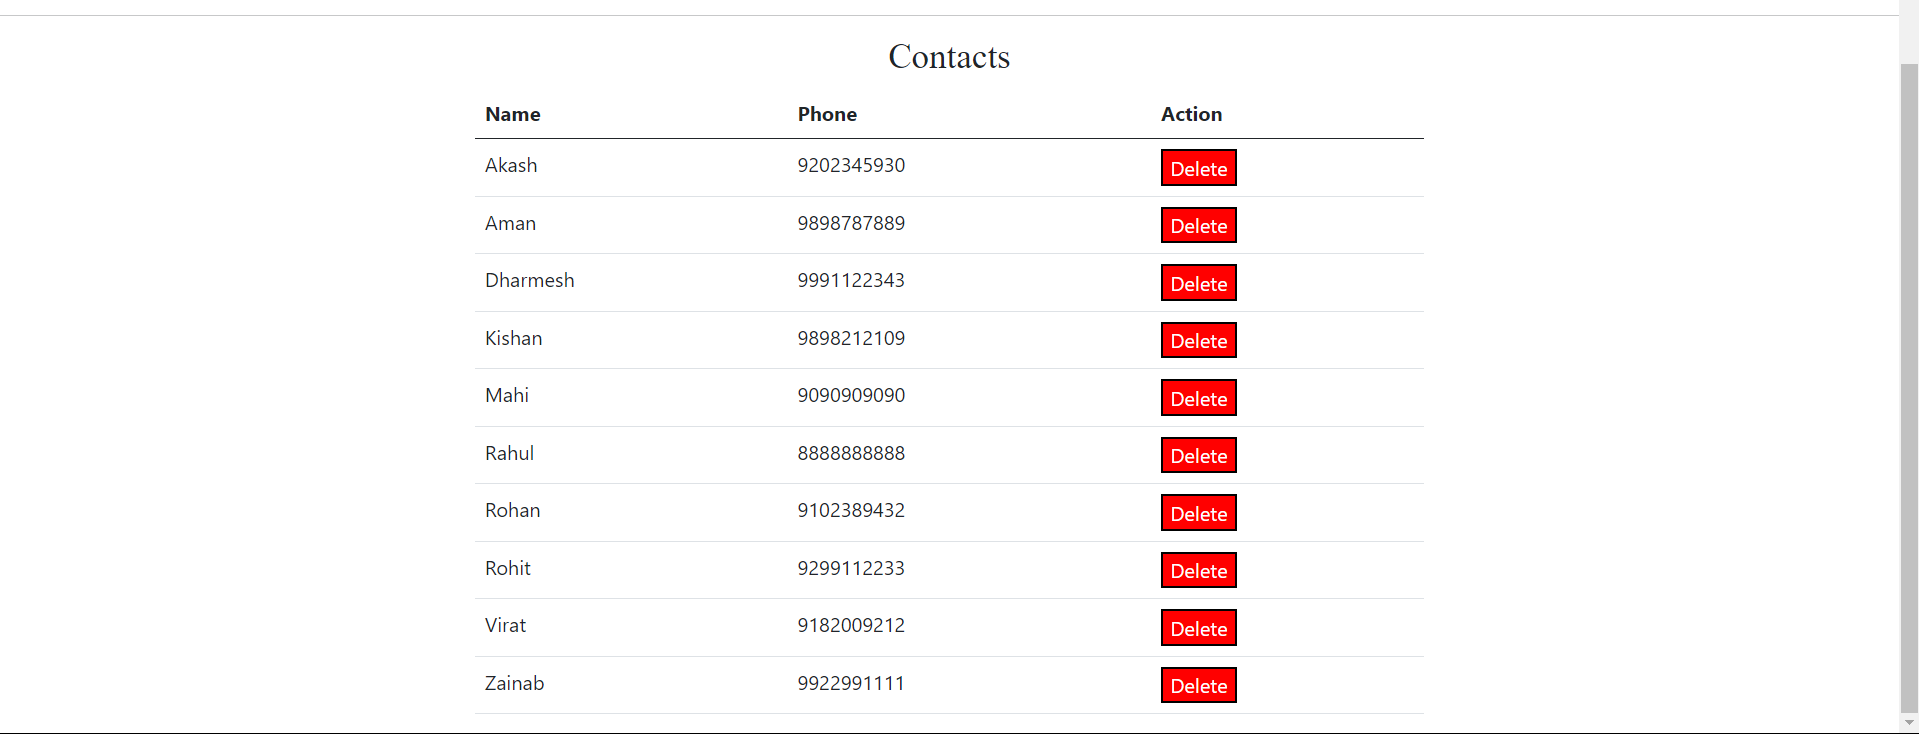 Contacts
Name Phone Action
Akash 9202345930 Delete
Aman 9898787889 Delete
Dharmesh 9991122343 Delete
Kishan 9898212109 Delete
Mahi 9090909090 Delete
Rahul 8888888888 Delete
Rohan 9102389432 Delete
Rohit 9299112233 Delete
Virat 9182009212 Delete
Zainab 9922991111 Delete